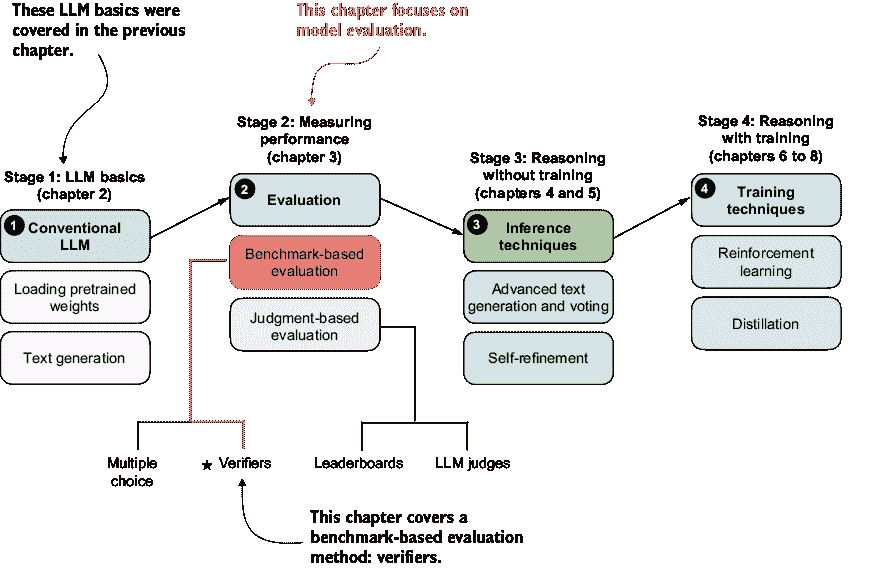 These LLM basics were
covered in the previous
chapter.
This chapter focuses on
model evaluation.
Stage 1: LLM basics
(chapter 2)
1 Conventional
LLM
Loading pretrained
weights
Text generation
Stage 2: Measuring
performance
(chapter 3)
2 Evaluation
Benchmark-based
evaluation
Judgment-based
evaluation
Stage 3: Reasoning
without training
(chapters 4 and 5)
3 Inference
techniques
Advanced text
generation and voting
Self-refinement
Stage 4: Reasoning
with training
(chapters 6 to 8)
4 Training
techniques
Reinforcement
learning
Distillation
Multiple
choice
★ Verifiers
Leaderboards
LLM judges
This chapter covers a
benchmark-based evaluation
method: verifiers.